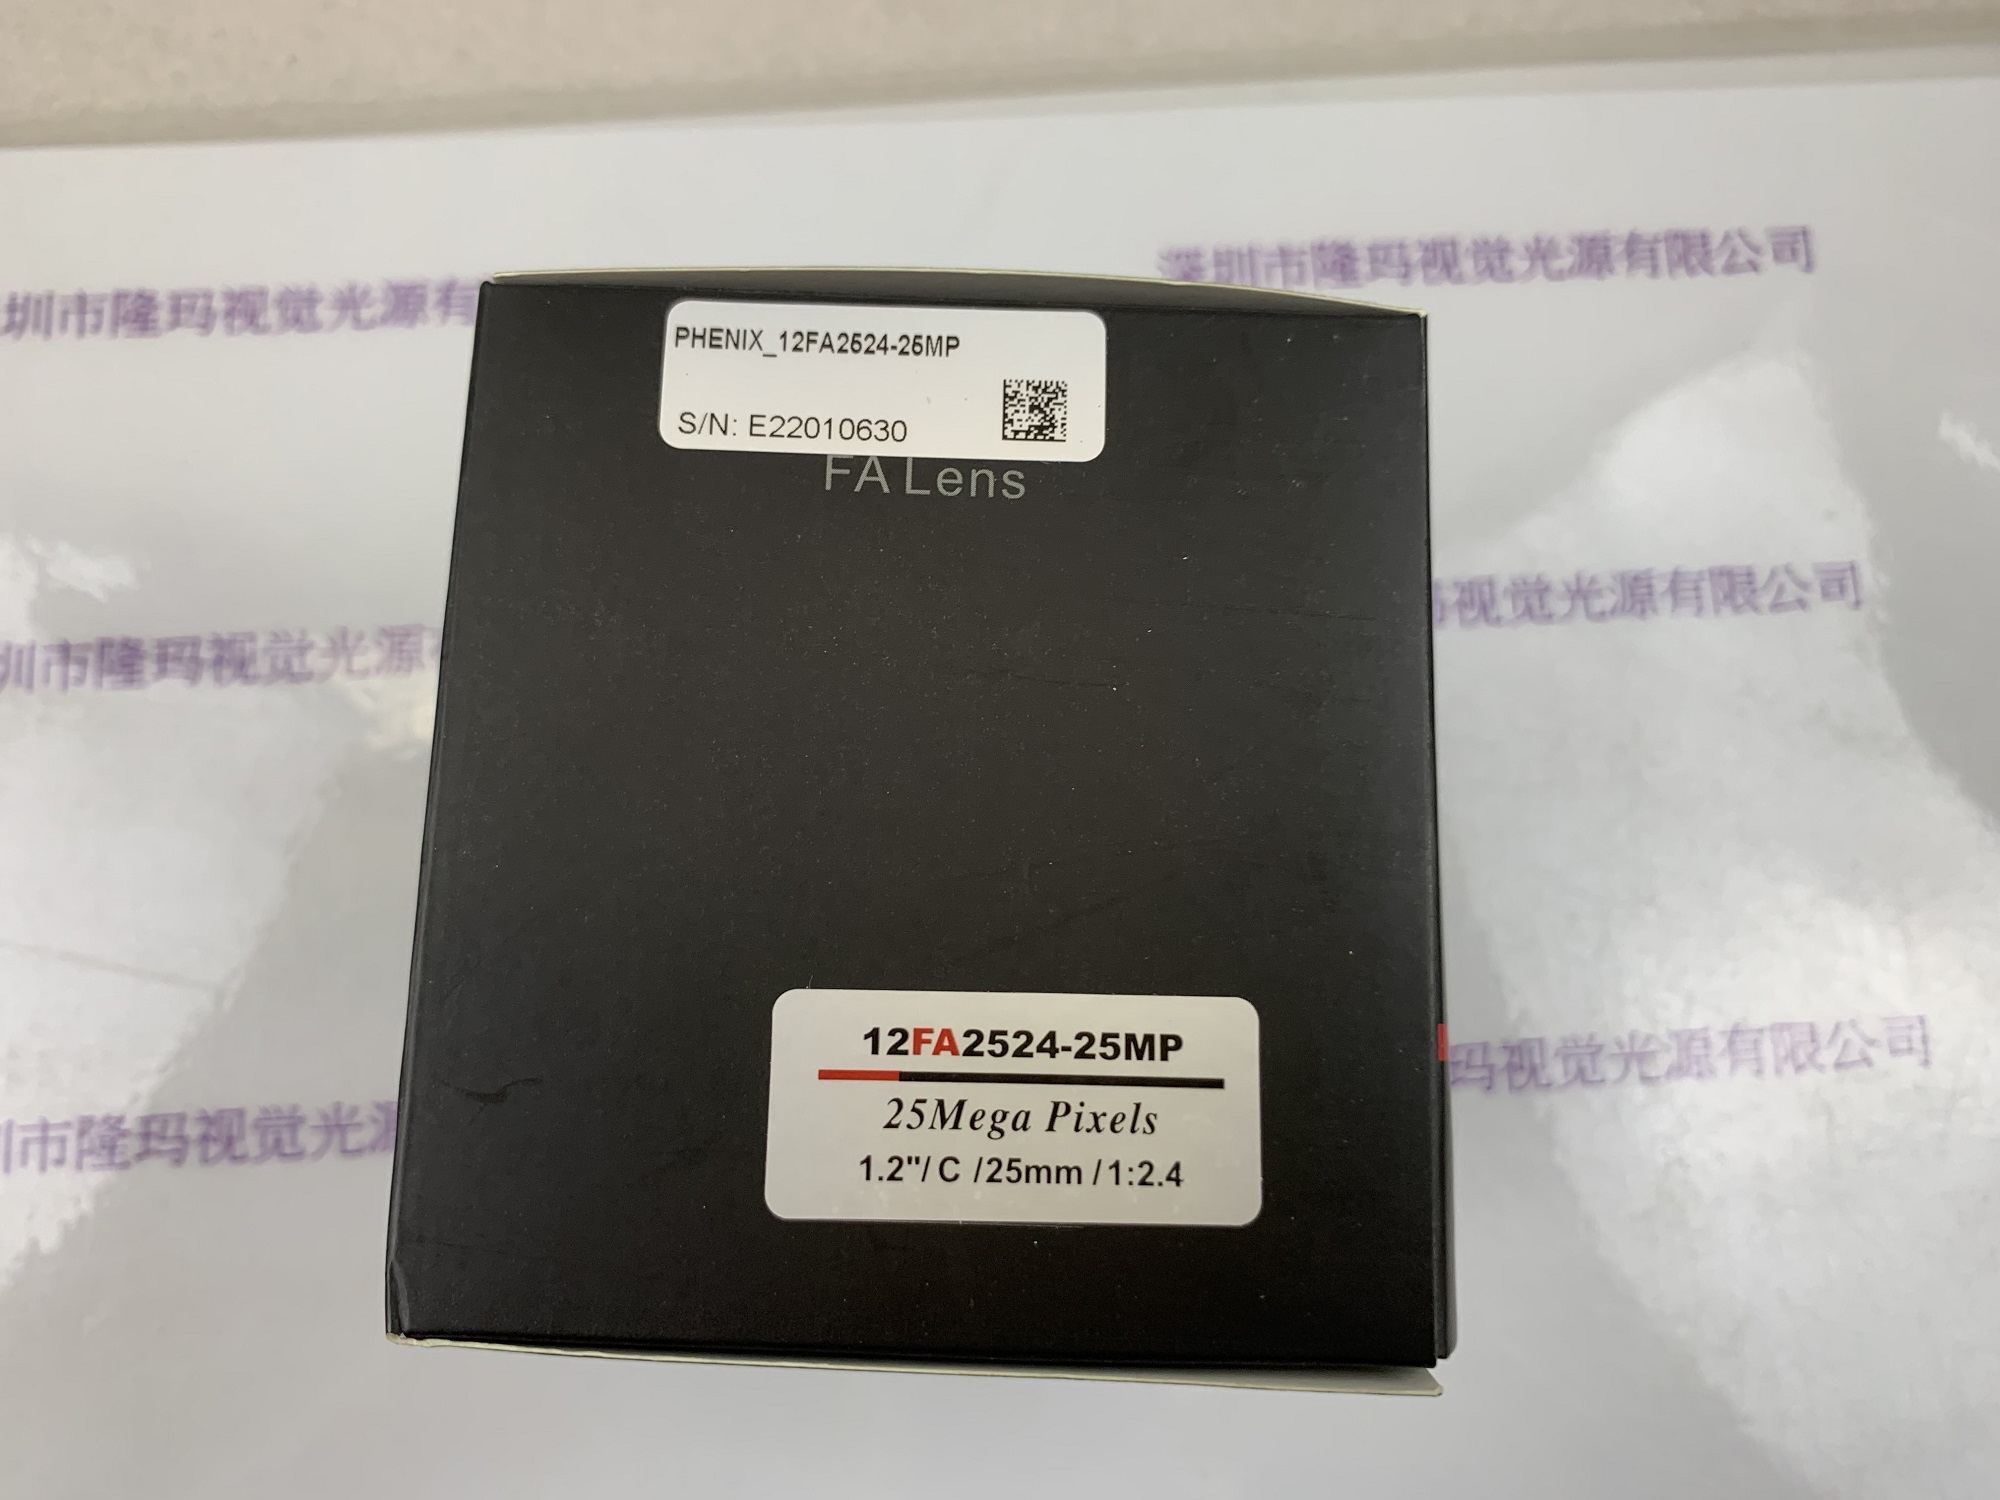 深圳市隆玛视觉光源有限公司
圳市隆玛视觉光源有
PHENIX_12FA2524-25MP
S/N: E22010630
FA Lens
视觉光源有限公司
圳市隆玛视觉光源
12FA2524-25MP
25Mega Pixels
1.2"/ C /25mm /1:2.4
玛视觉光源有限公司
市隆玛视觉光